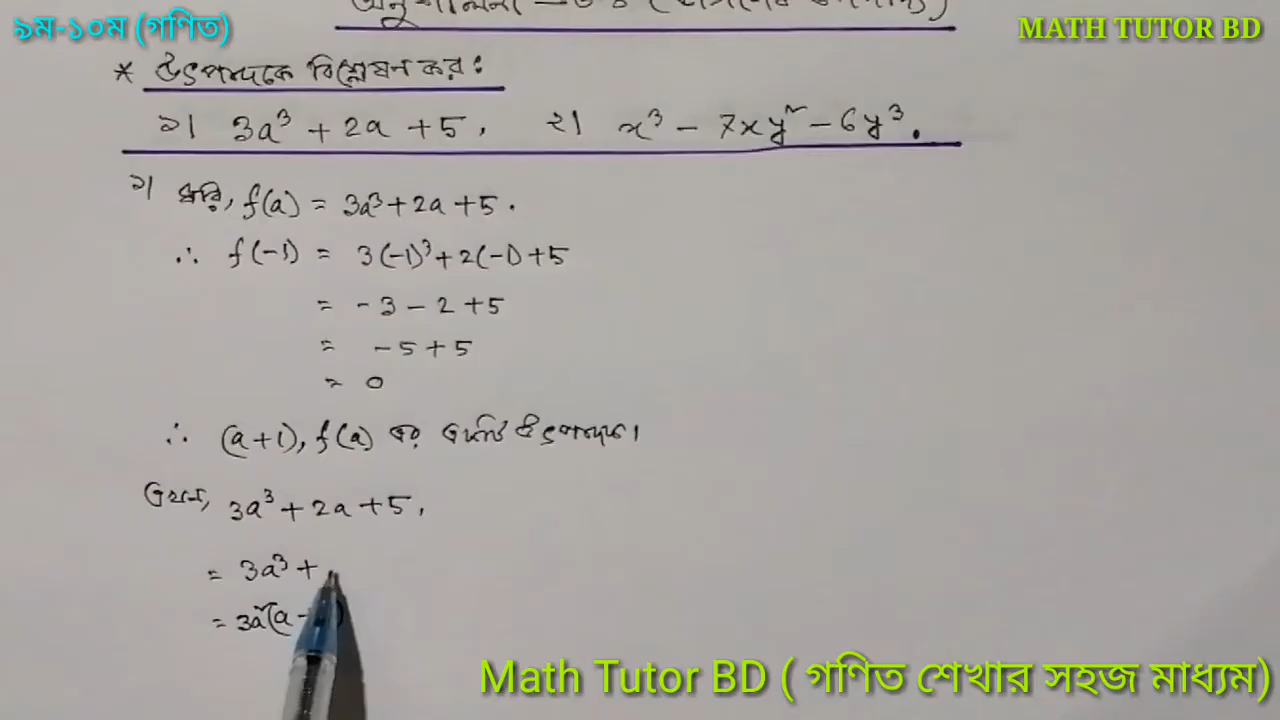 ৯ম-১০ম (গণিত)
MATH TUTOR BD
* উৎপাদকে বিশ্লেষন কর:
১। 3a³ + 2a + 5, ২। x³ - 7xy² - 6y³.
১। ধরি, f(a) = 3a³ + 2a + 5.
∴ f(-1) = 3(-1)³ + 2(-1) + 5
= -3 - 2 + 5
= -5 + 5
= 0
∴ (a+1), f(a) এর একটি উৎপাদক।
এখন, 3a³ + 2a + 5,
= 3a³ +
= 3a²(a
Math Tutor BD ( গণিত শেখার সহজ মাধ্যম)